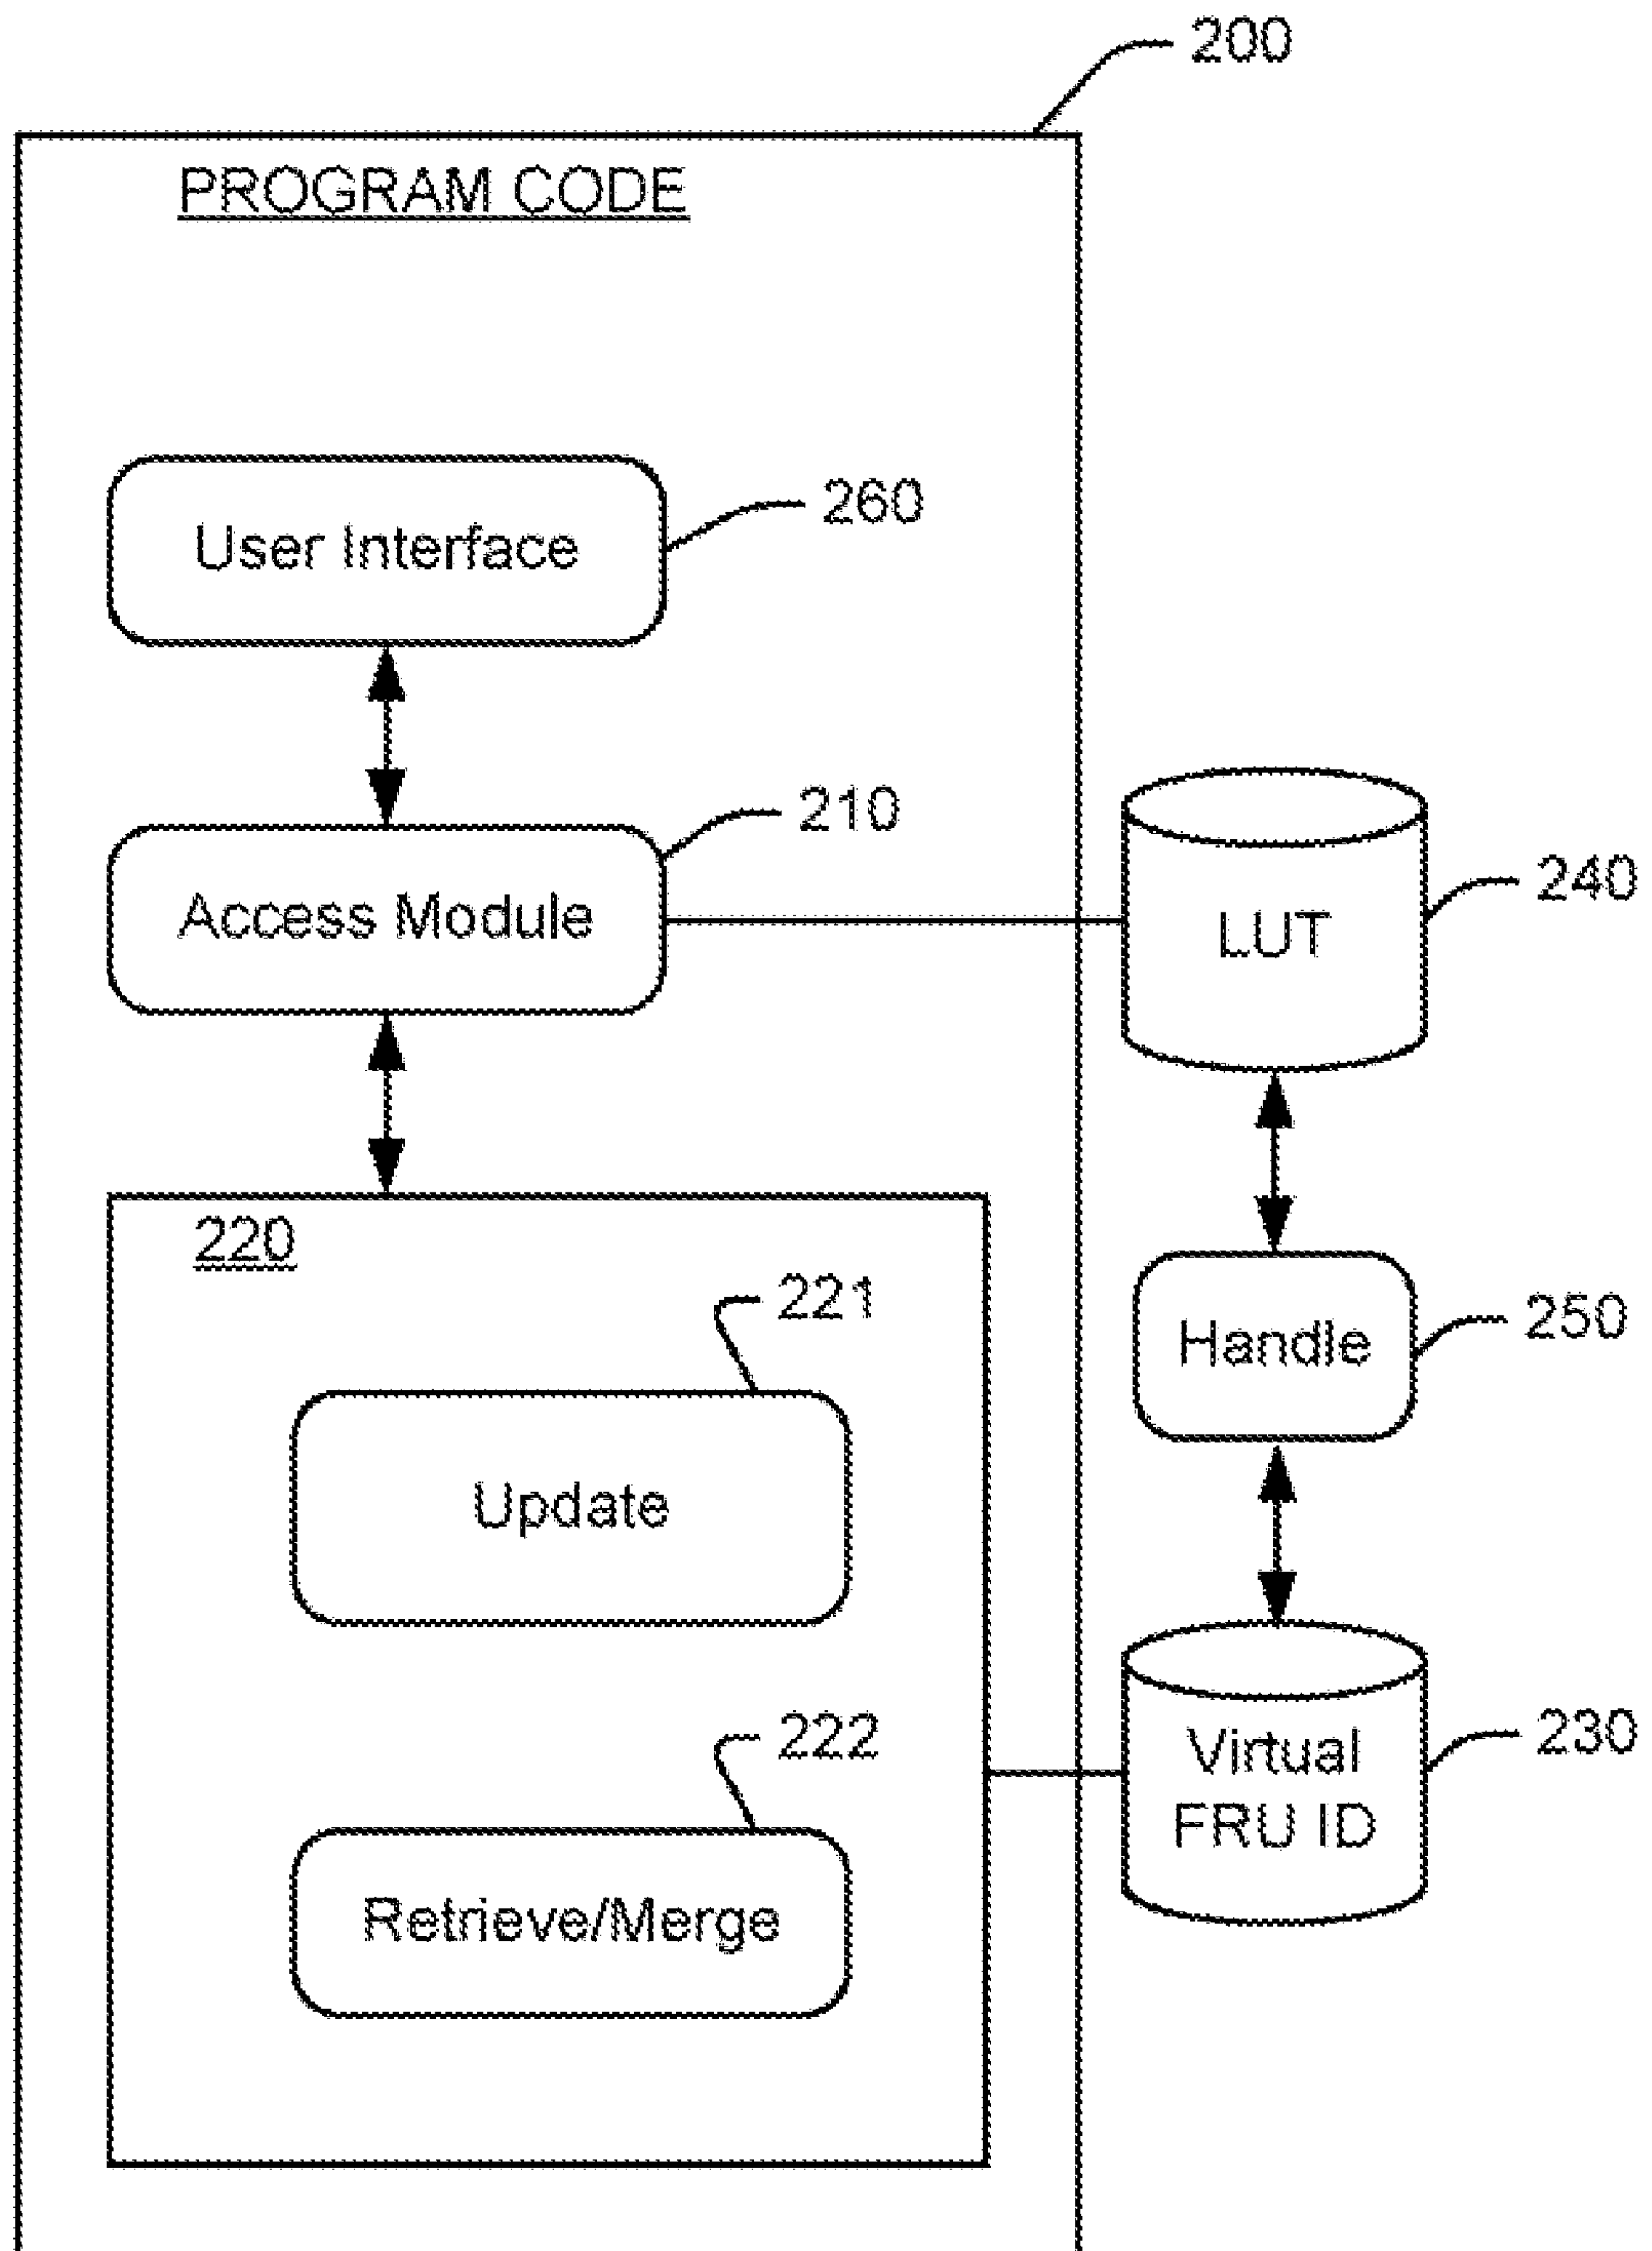 200
PROGRAM CODE
260
User Interface
210
Access Module
240
LUT
220
221
250
Handle
Update
222
230
Virtual
FRU ID
Retrieve/Merge